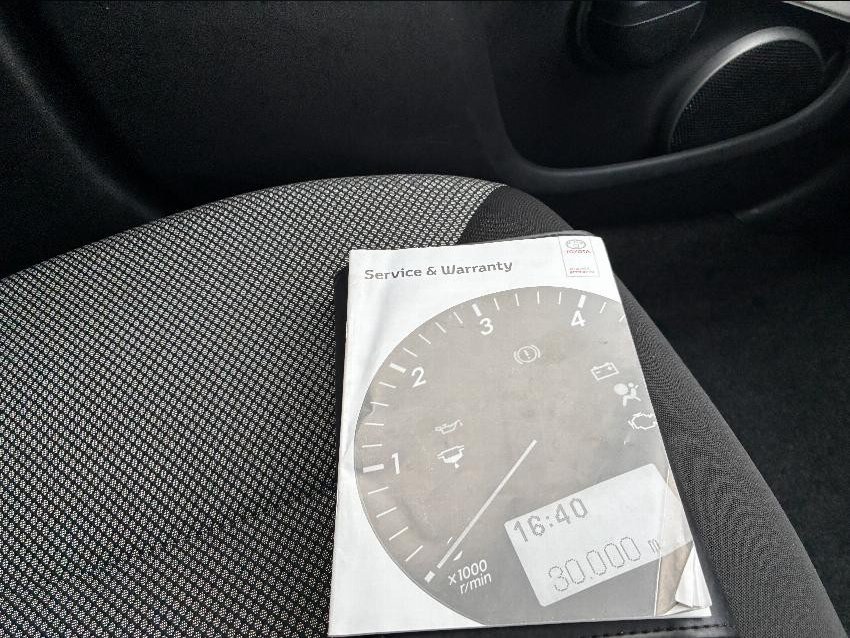 Service & Warranty
TOYOTA
3
4
2
1
16:40
30.000 m
x1000
r/min